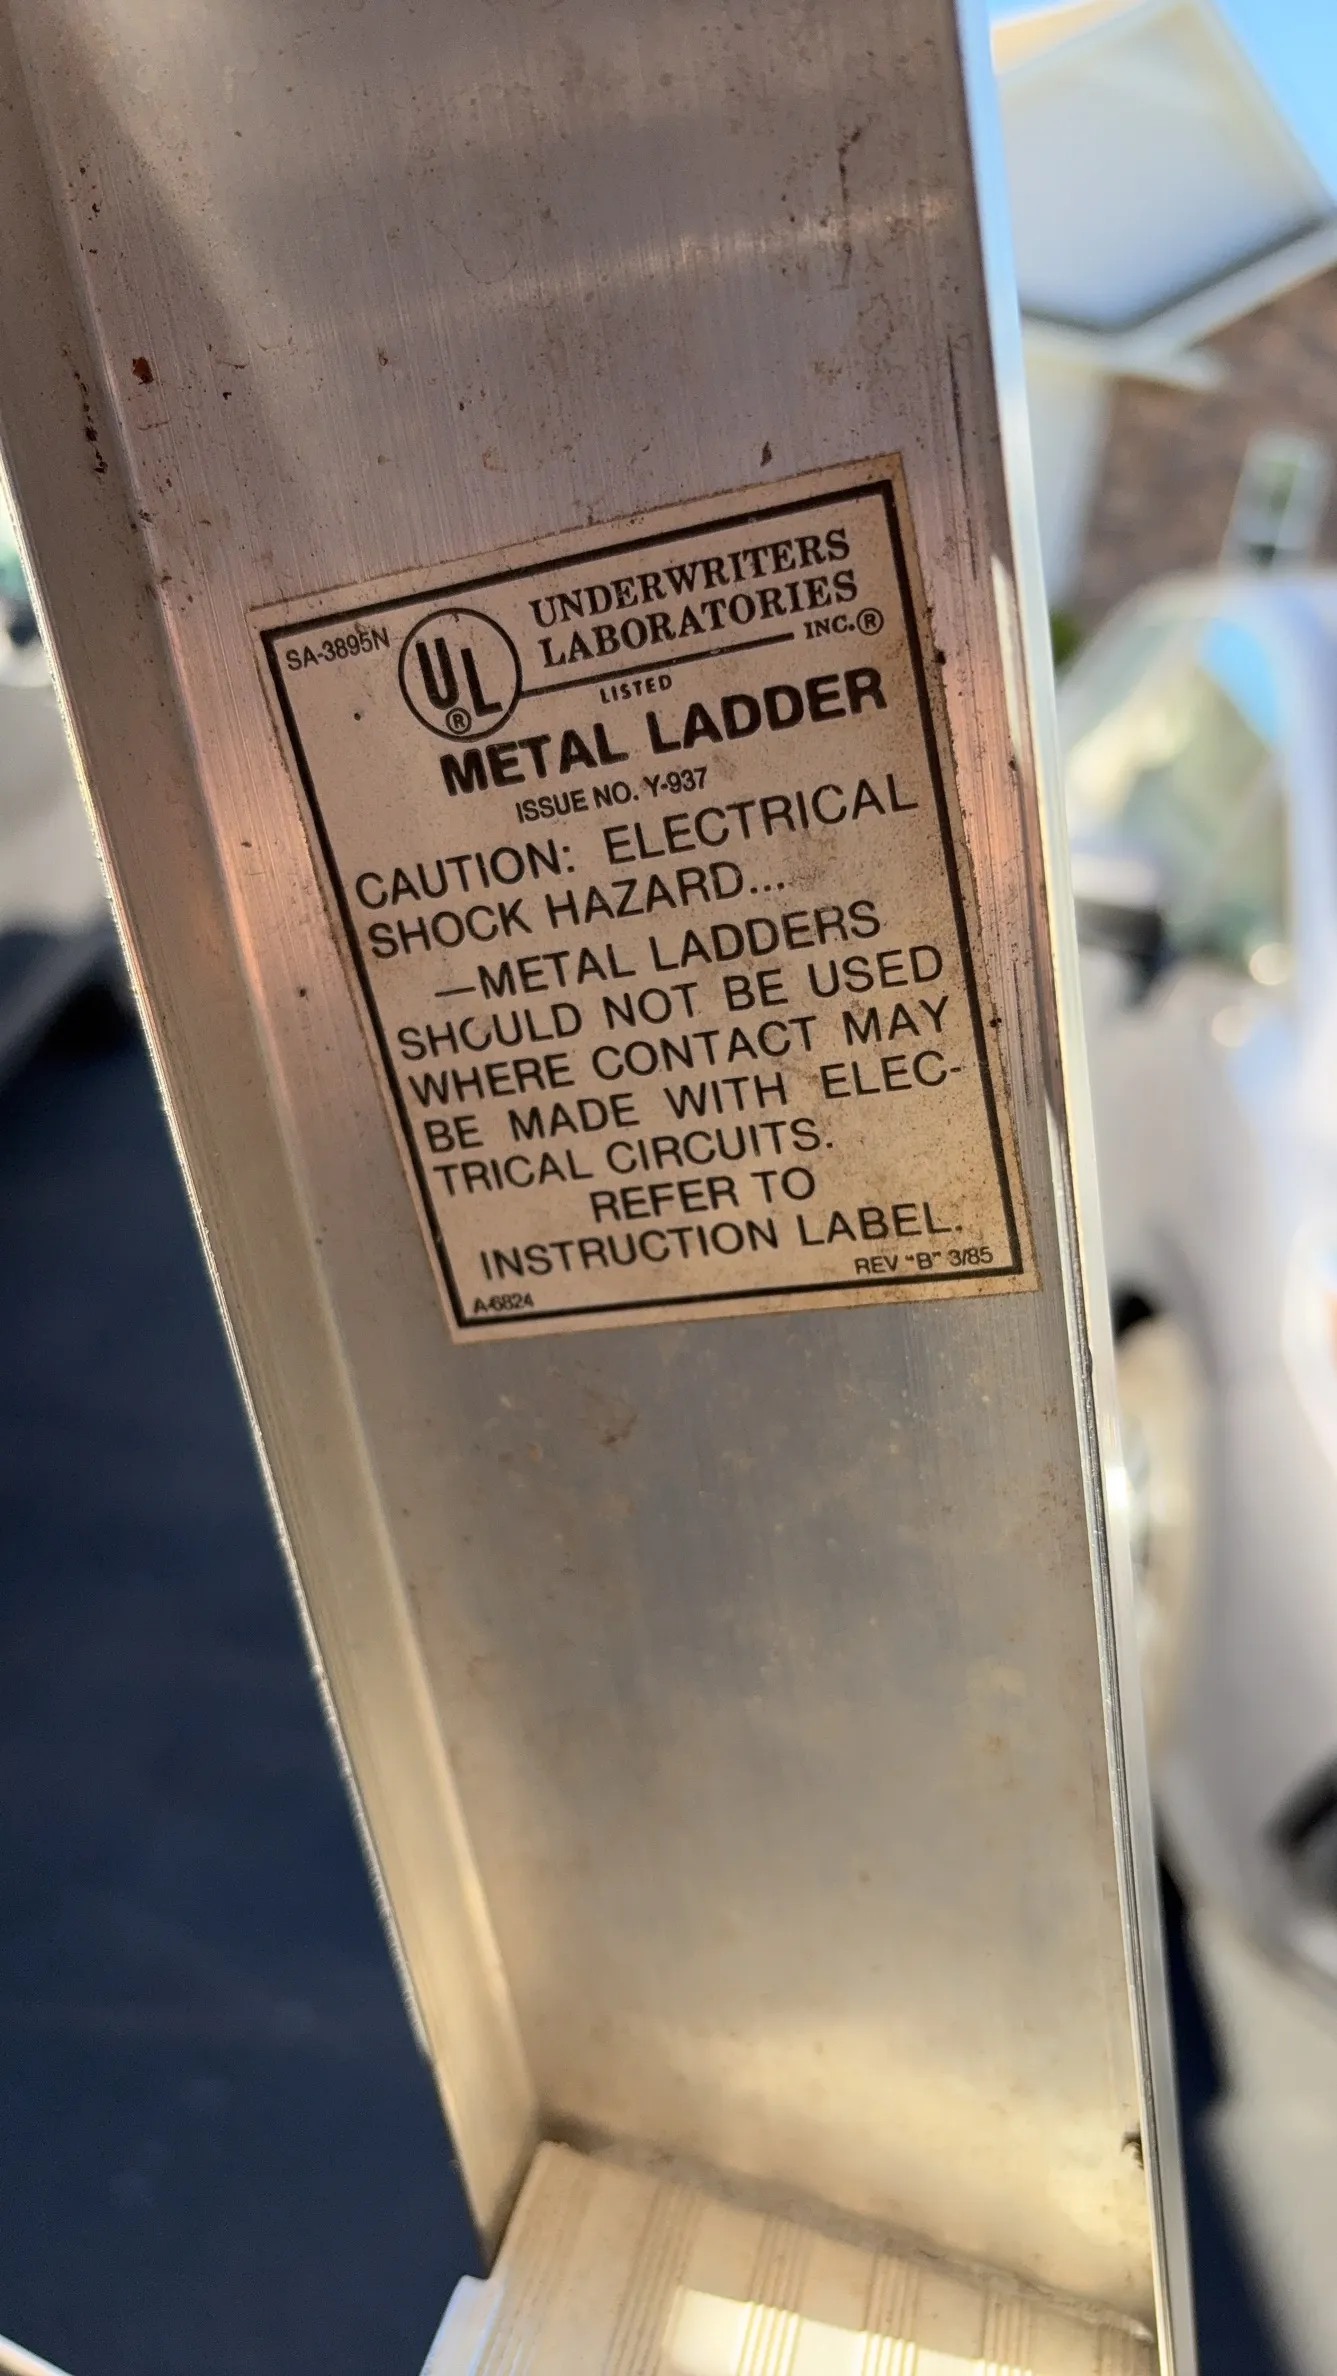 SA-3895N
UL ®
UNDERWRITERS
LABORATORIES
INC.®
LISTED
METAL LADDER
ISSUE NO. Y-937
CAUTION: ELECTRICAL
SHOCK HAZARD...
—METAL LADDERS
SHOULD NOT BE USED
WHERE CONTACT MAY
BE MADE WITH ELEC-
TRICAL CIRCUITS.
REFER TO
INSTRUCTION LABEL.
REV "B" 3/85
A-6824